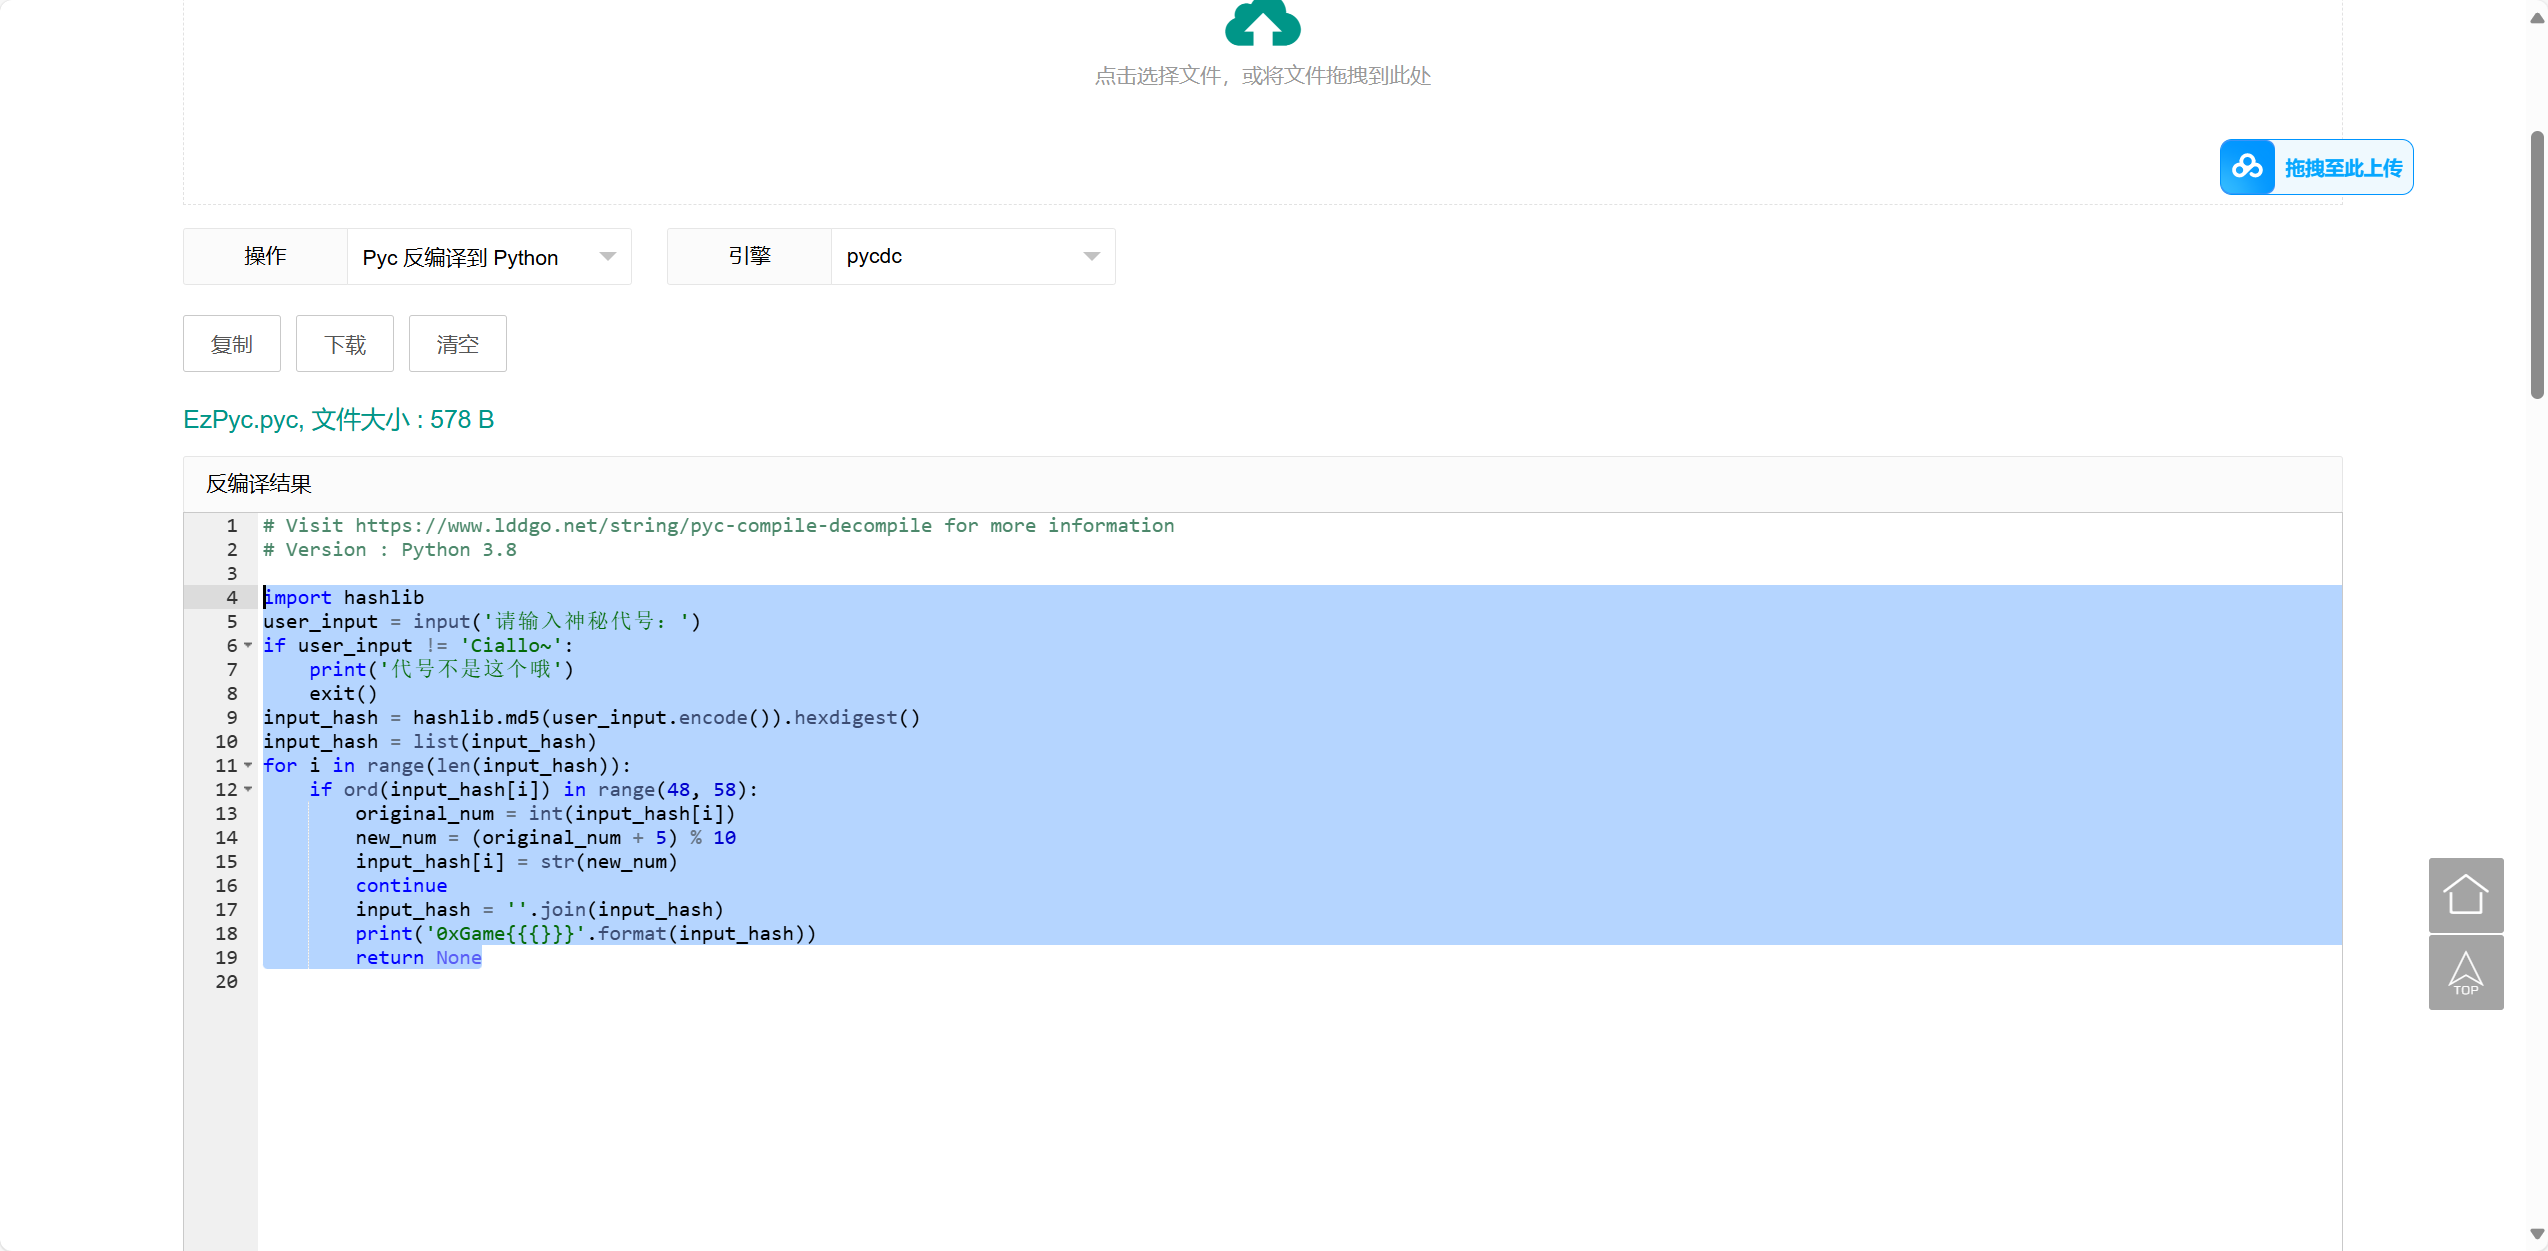 点击选择文件，或将文件拖拽到此处
拖拽至此上传
操作 Pyc 反编译到 Python 引擎 pycdc
复制 下载 清空
EzPyc.pyc, 文件大小 : 578 B
反编译结果
1 # Visit https://www.lddgo.net/string/pyc-compile-decompile for more information
2 # Version : Python 3.8
3
4 import hashlib
5 user_input = input('请输入神秘代号：')
6 if user_input != 'Ciallo~':
7     print('代号不是这个哦')
8     exit()
9 input_hash = hashlib.md5(user_input.encode()).hexdigest()
10 input_hash = list(input_hash)
11 for i in range(len(input_hash)):
12     if ord(input_hash[i]) in range(48, 58):
13         original_num = int(input_hash[i])
14         new_num = (original_num + 5) % 10
15         input_hash[i] = str(new_num)
16         continue
17         input_hash = ''.join(input_hash)
18         print('0xGame{{{}}}'.format(input_hash))
19         return None
20
TOP